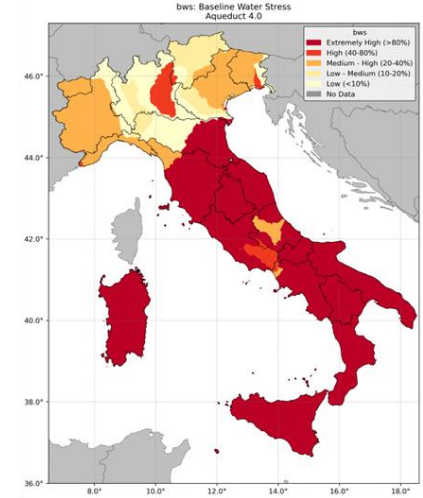 bws: Baseline Water Stress
Aqueduct 4.0
bws
Extremely High (>80%)
High (40-80%)
Medium - High (20-40%)
Low - Medium (10-20%)
Low (<10%)
No Data
46.0°
44.0°
42.0°
40.0°
38.0°
36.0°
8.0°
10.0°
12.0°
14.0°
16.0°
18.0°